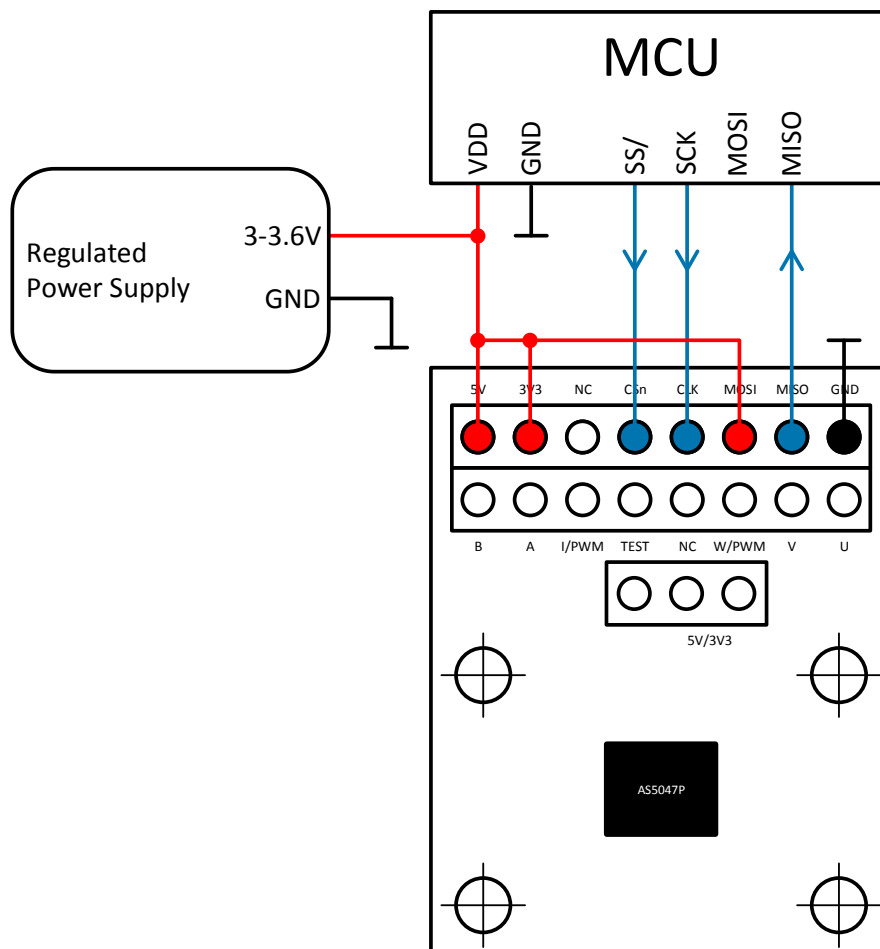 MCU
VDD GND SS/ SCK MOSI MISO
3-3.6V
Regulated
Power Supply
GND
5V 3V3 NC CSn CLK MOSI MISO GND
B A I/PWM TEST NC W/PWM V U
5V/3V3
AS5047P